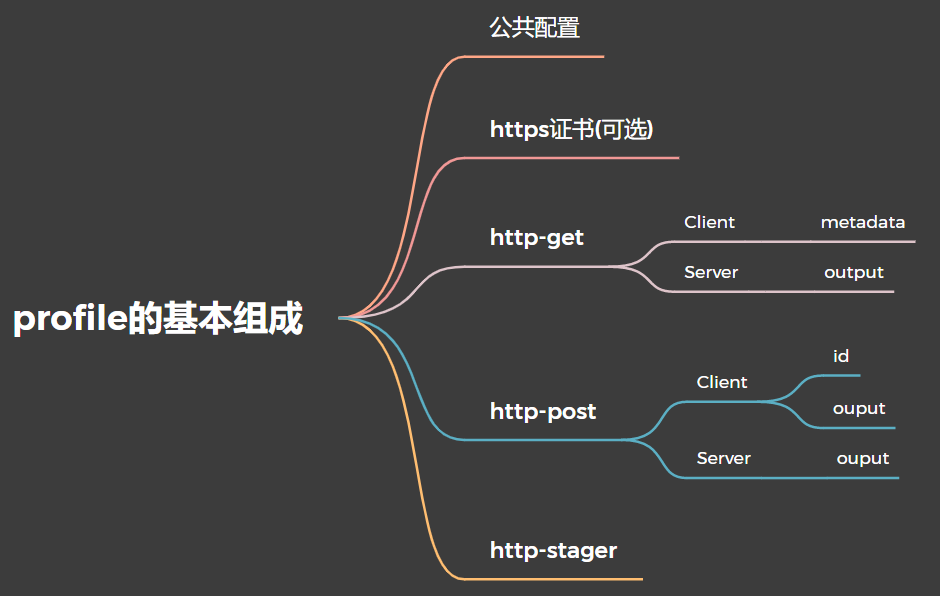 公共配置
https证书(可选)
http-get
Client
metadata
Server
output
profile的基本组成
http-post
Client
id
ouput
Server
ouput
http-stager